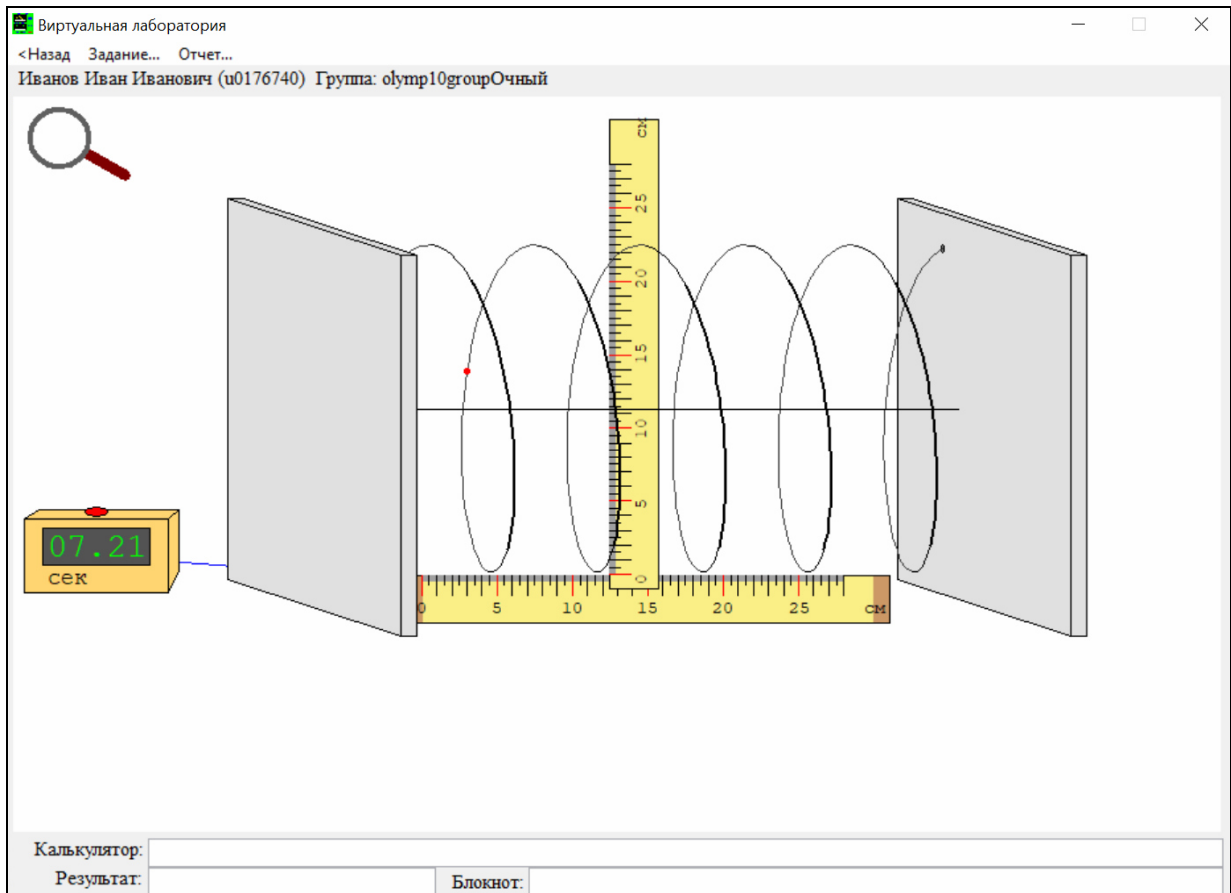 Виртуальная лаборатория
<Назад Задание... Отчет...
Иванов Иван Иванович (u0176740) Группа: olymp10groupОчный
см
25
20
15
10
5
0
07.21
сек
0 5 10 15 20 25 см
Калькулятор:
Результат: Блокнот: